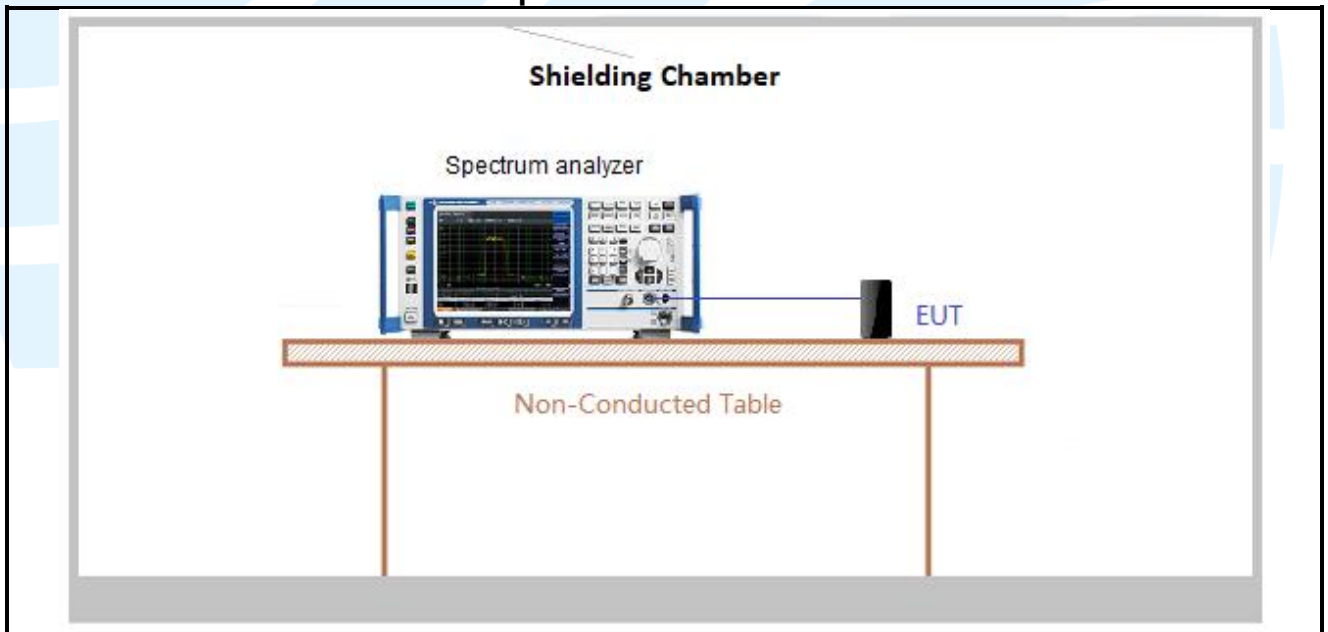 Shielding Chamber
Spectrum analyzer
EUT
Non-Conducted Table